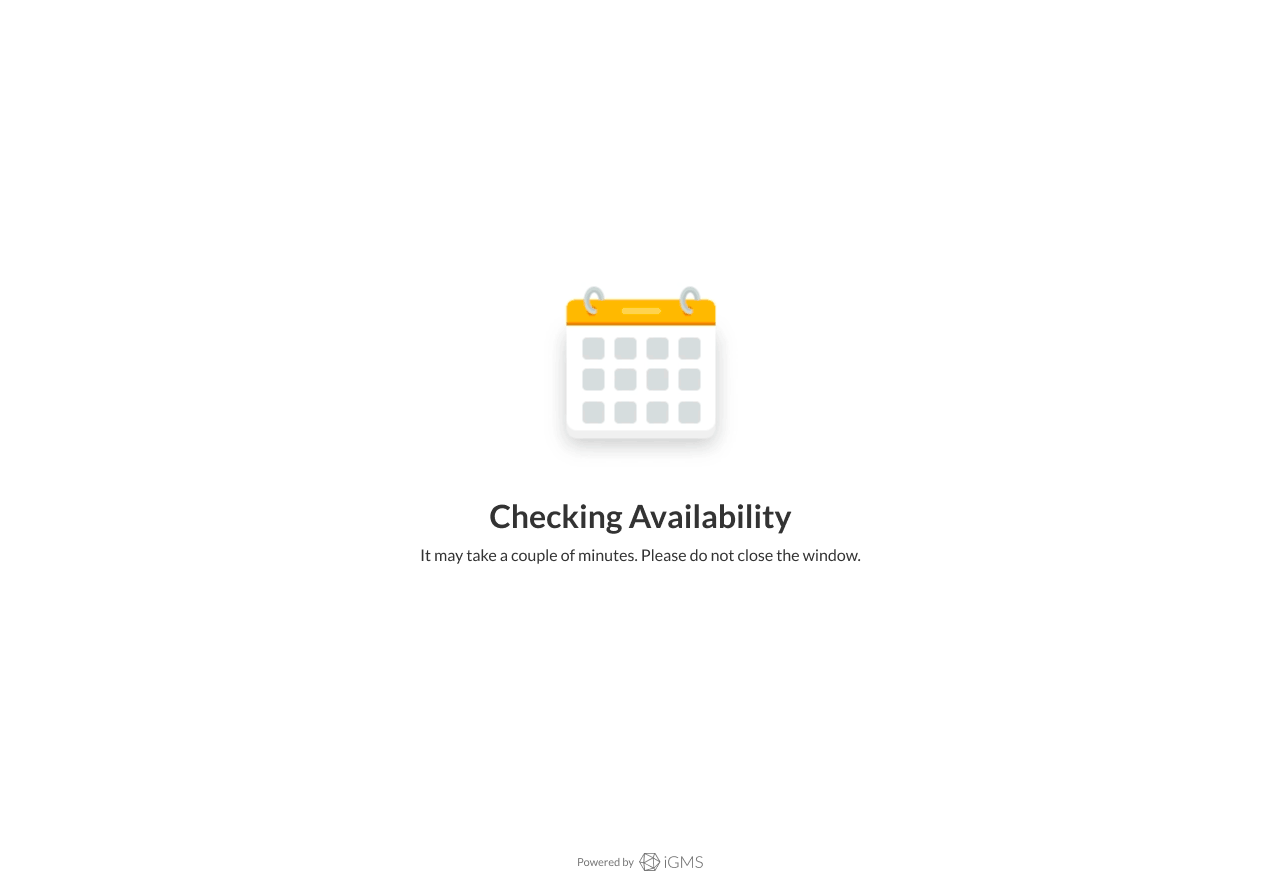 Checking Availability
It may take a couple of minutes. Please do not close the window.
Powered by iGMS